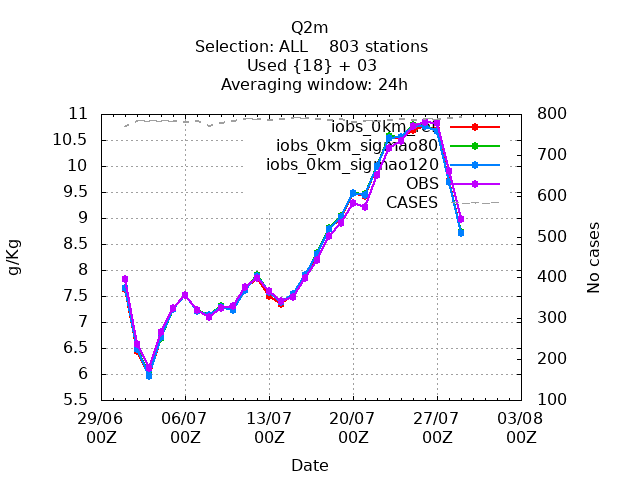 Q2m
Selection: ALL    803 stations
Used {18} + 03
Averaging window: 24h
11
10.5
10
9.5
9
8.5
8
7.5
7
6.5
6
5.5
g/Kg
800
700
600
500
400
300
200
100
No cases
iobs_0km_
iobs_0km_sigmao80
iobs_0km_sigmao120
OBS
CASES
29/06 06/07 13/07 20/07 27/07 03/08
00Z 00Z 00Z 00Z 00Z 00Z
Date